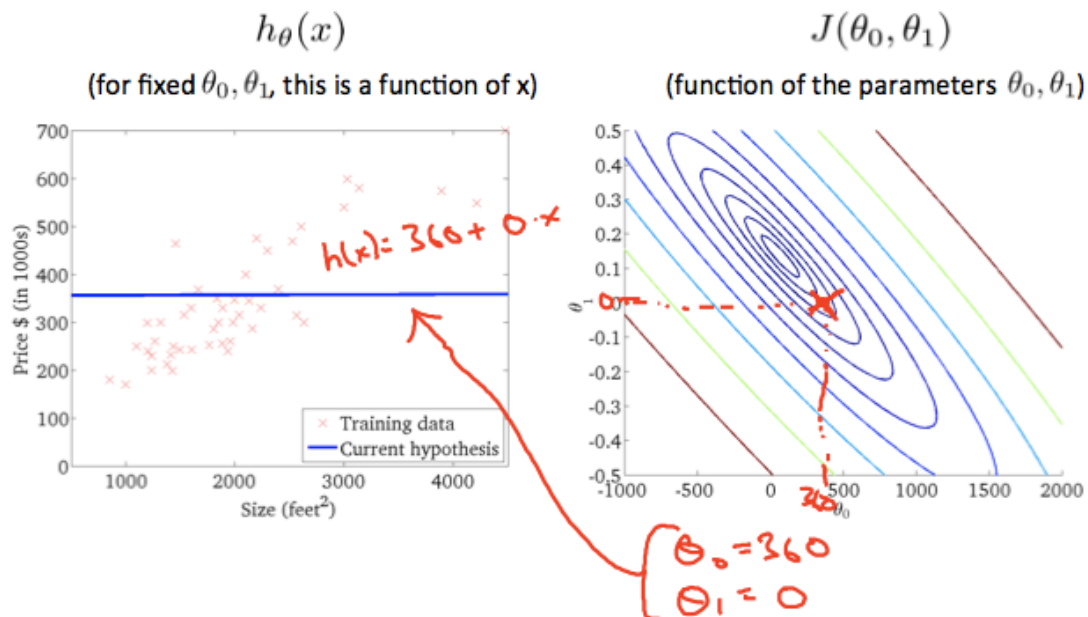 h_θ(x)
(for fixed θ₀, θ₁, this is a function of x)
700
600
500
400
300
200
100
0
Price $ (in 1000s)
1000
2000
3000
4000
Size (feet²)
h(x) = 360 + 0·x
Training data
Current hypothesis
J(θ₀, θ₁)
(function of the parameters θ₀, θ₁)
0.5
0.4
0.3
0.2
0.1
0
-0.1
-0.2
-0.3
-0.4
-0.5
θ₁
0
-1000
-500
0
500
1000
1500
2000
360
θ₀
θ₀ = 360
θ₁ = 0